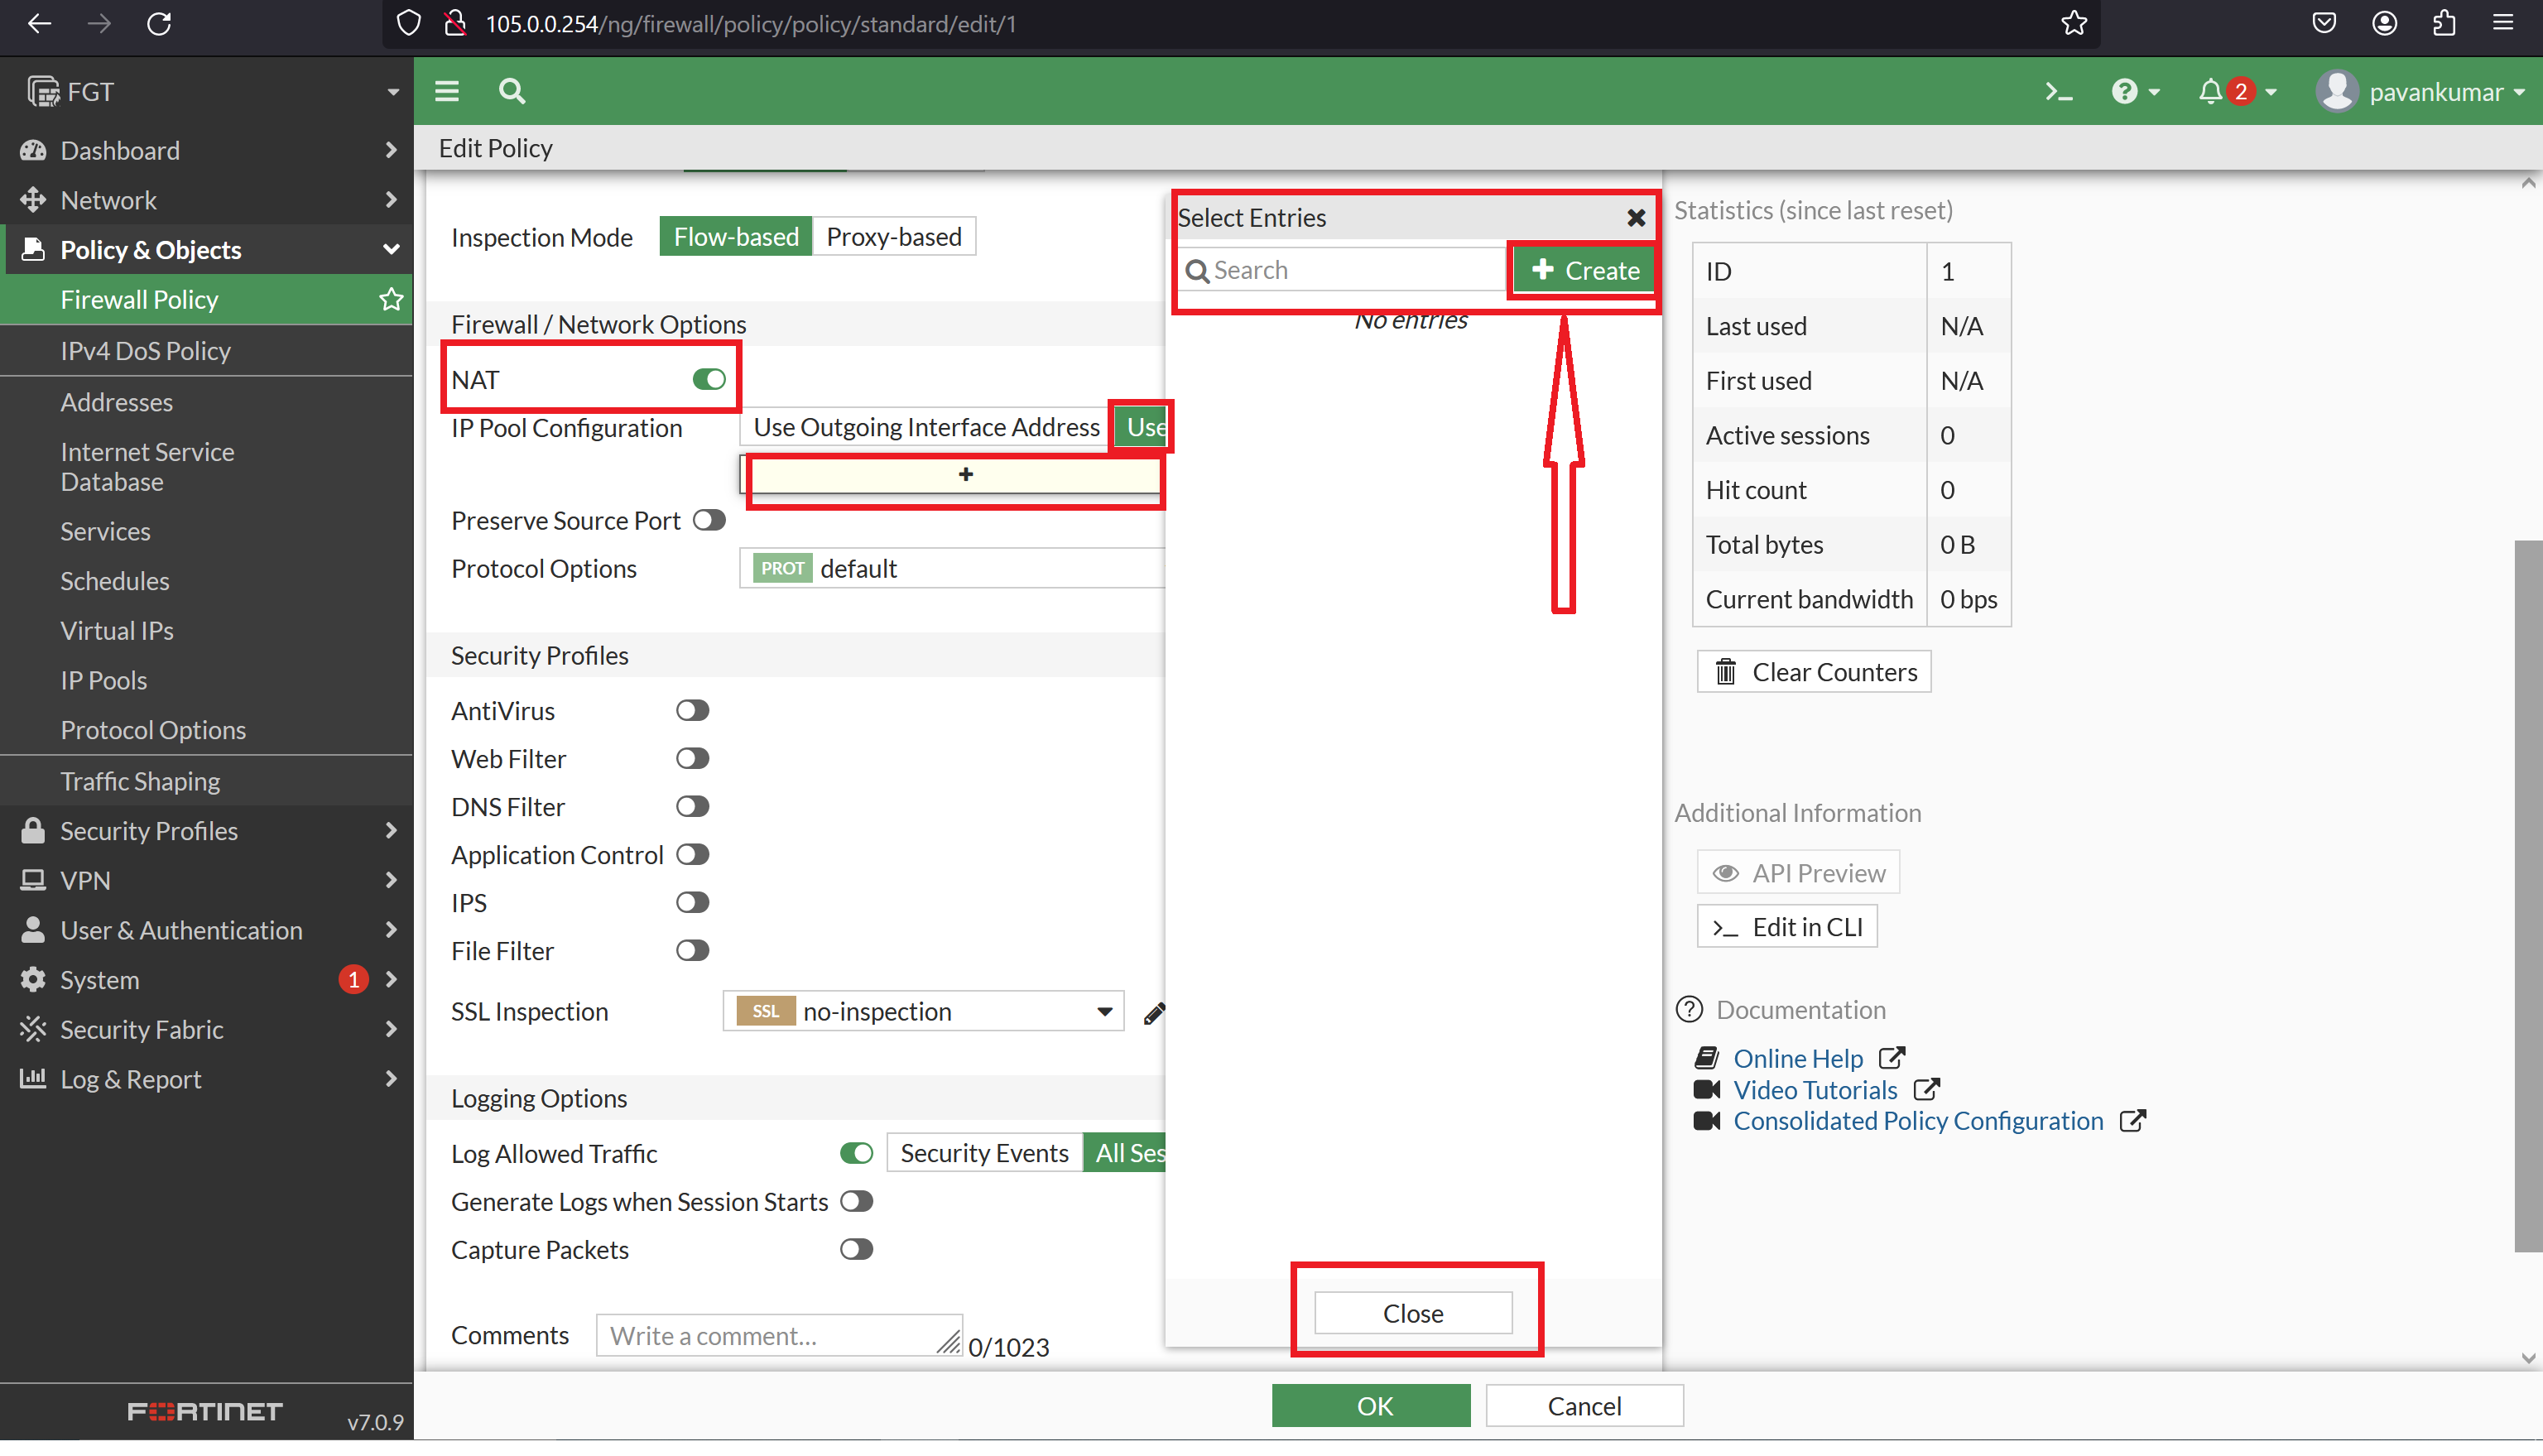 105.0.0.254/ng/firewall/policy/policy/standard/edit/1
FGT
2
pavankumar
Dashboard
Network
Policy & Objects
Firewall Policy
IPv4 DoS Policy
Addresses
Internet Service
Database
Services
Schedules
Virtual IPs
IP Pools
Protocol Options
Traffic Shaping
Security Profiles
VPN
User & Authentication
System 1
Security Fabric
Log & Report
FORTINET v7.0.9
Edit Policy
Inspection Mode Flow-based Proxy-based
Firewall / Network Options
NAT
IP Pool Configuration Use Outgoing Interface Address Use
+
Preserve Source Port
Protocol Options PROT default
Security Profiles
AntiVirus
Web Filter
DNS Filter
Application Control
IPS
File Filter
SSL Inspection SSL no-inspection
Logging Options
Log Allowed Traffic Security Events All Ses
Generate Logs when Session Starts
Capture Packets
Comments Write a comment... 0/1023
Select Entries
Search + Create
No entries
Close
OK Cancel
Statistics (since last reset)
ID 1
Last used N/A
First used N/A
Active sessions 0
Hit count 0
Total bytes 0 B
Current bandwidth 0 bps
Clear Counters
Additional Information
API Preview
>_ Edit in CLI
Documentation
Online Help
Video Tutorials
Consolidated Policy Configuration